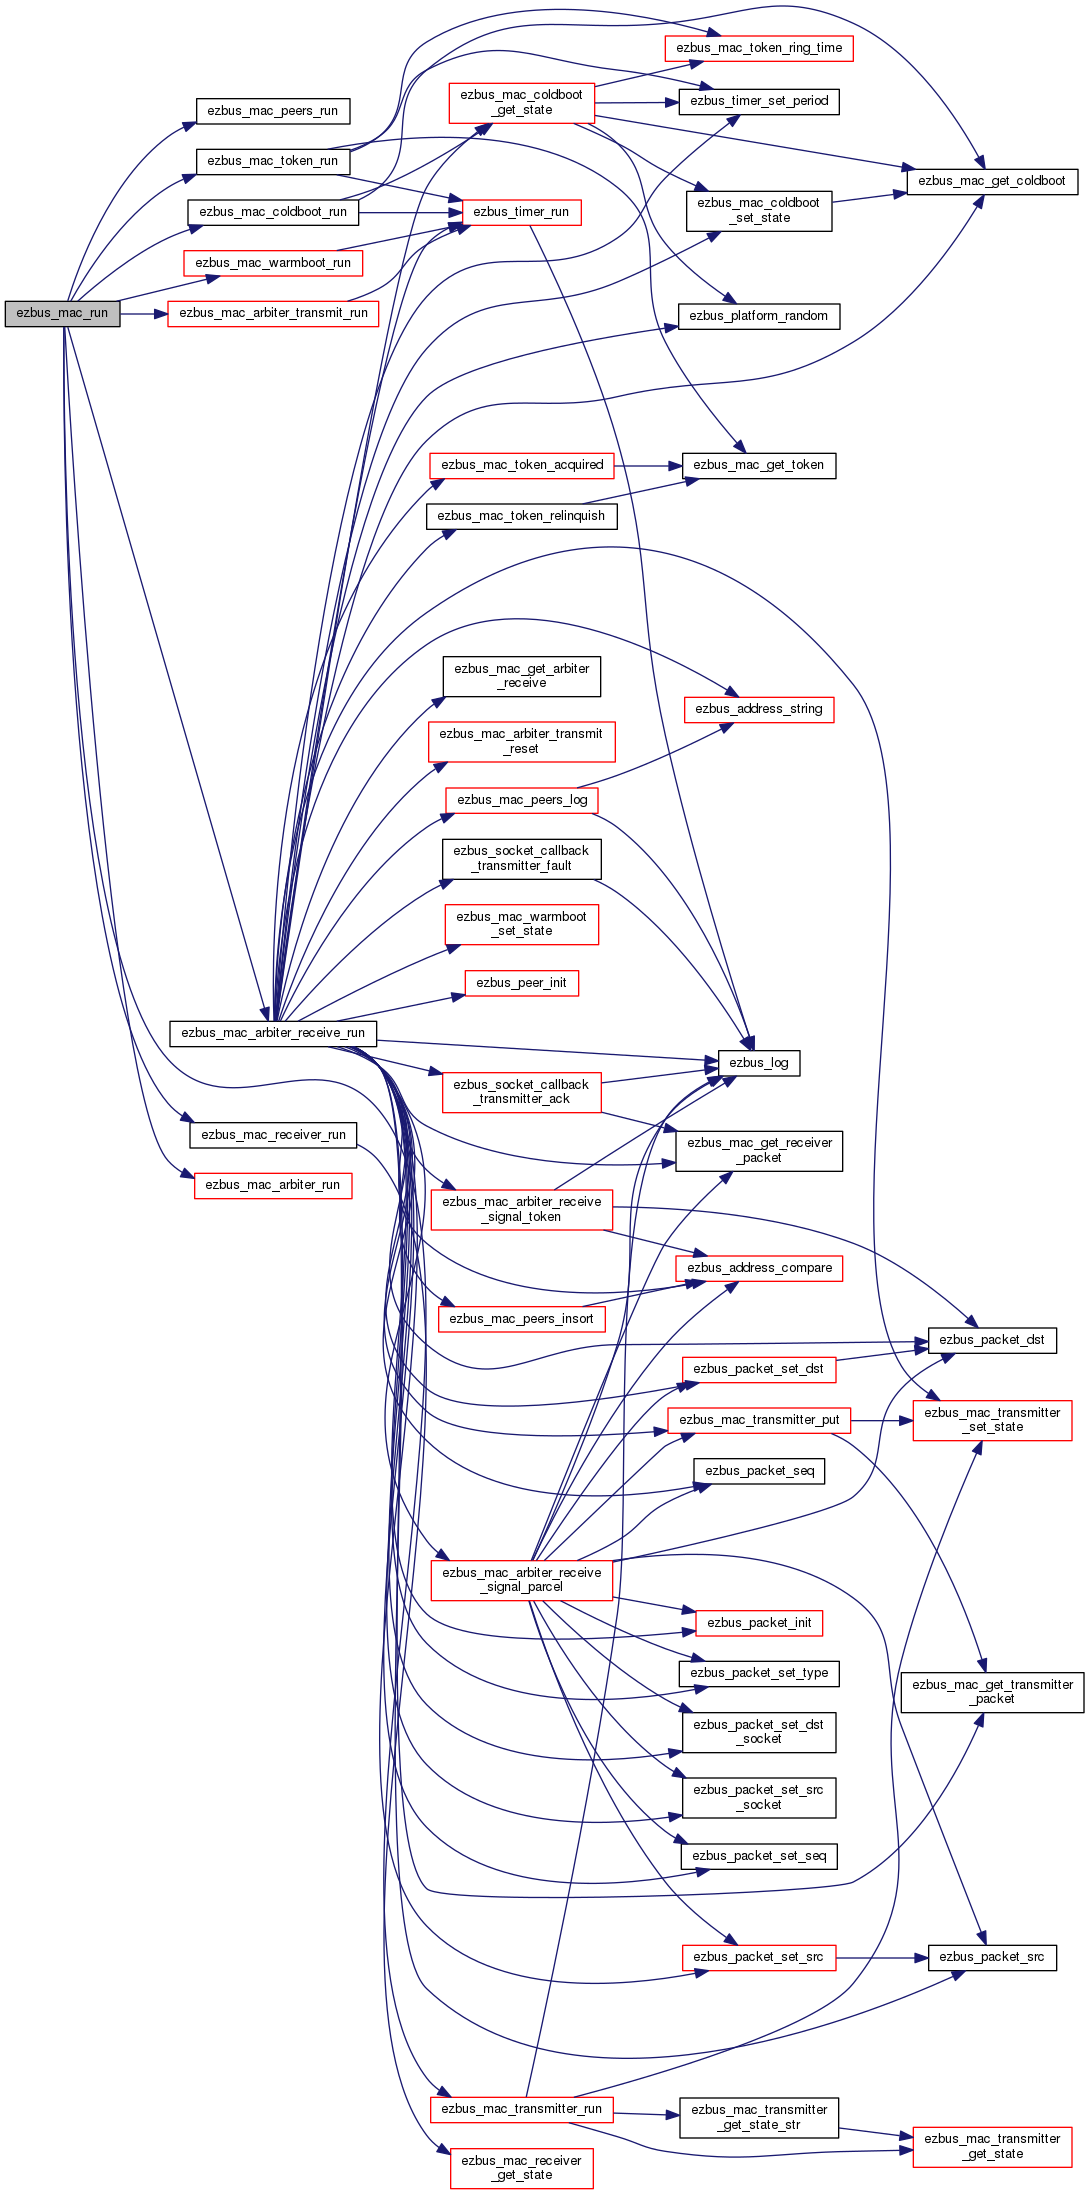 ezbus_mac_run
ezbus_mac_peers_run
ezbus_mac_token_run
ezbus_mac_coldboot_run
ezbus_mac_warmboot_run
ezbus_mac_arbiter_transmit_run
ezbus_mac_arbiter_receive_run
ezbus_mac_receiver_run
ezbus_mac_arbiter_run
ezbus_mac_coldboot
_get_state
ezbus_timer_run
ezbus_mac_token_acquired
ezbus_mac_token_relinquish
ezbus_mac_get_arbiter
_receive
ezbus_mac_arbiter_transmit
_reset
ezbus_mac_peers_log
ezbus_socket_callback
_transmitter_fault
ezbus_mac_warmboot
_set_state
ezbus_peer_init
ezbus_socket_callback
_transmitter_ack
ezbus_mac_arbiter_receive
_signal_token
ezbus_mac_peers_insort
ezbus_mac_arbiter_receive
_signal_parcel
ezbus_mac_transmitter_run
ezbus_mac_receiver
_get_state
ezbus_mac_token_ring_time
ezbus_timer_set_period
ezbus_mac_coldboot
_set_state
ezbus_platform_random
ezbus_mac_get_token
ezbus_address_string
ezbus_log
ezbus_mac_get_receiver
_packet
ezbus_address_compare
ezbus_packet_set_dst
ezbus_mac_transmitter_put
ezbus_packet_seq
ezbus_packet_init
ezbus_packet_set_type
ezbus_packet_set_dst
_socket
ezbus_packet_set_src
_socket
ezbus_packet_set_seq
ezbus_packet_set_src
ezbus_mac_transmitter
_get_state_str
ezbus_mac_get_coldboot
ezbus_packet_dst
ezbus_mac_transmitter
_set_state
ezbus_mac_get_transmitter
_packet
ezbus_packet_src
ezbus_mac_transmitter
_get_state